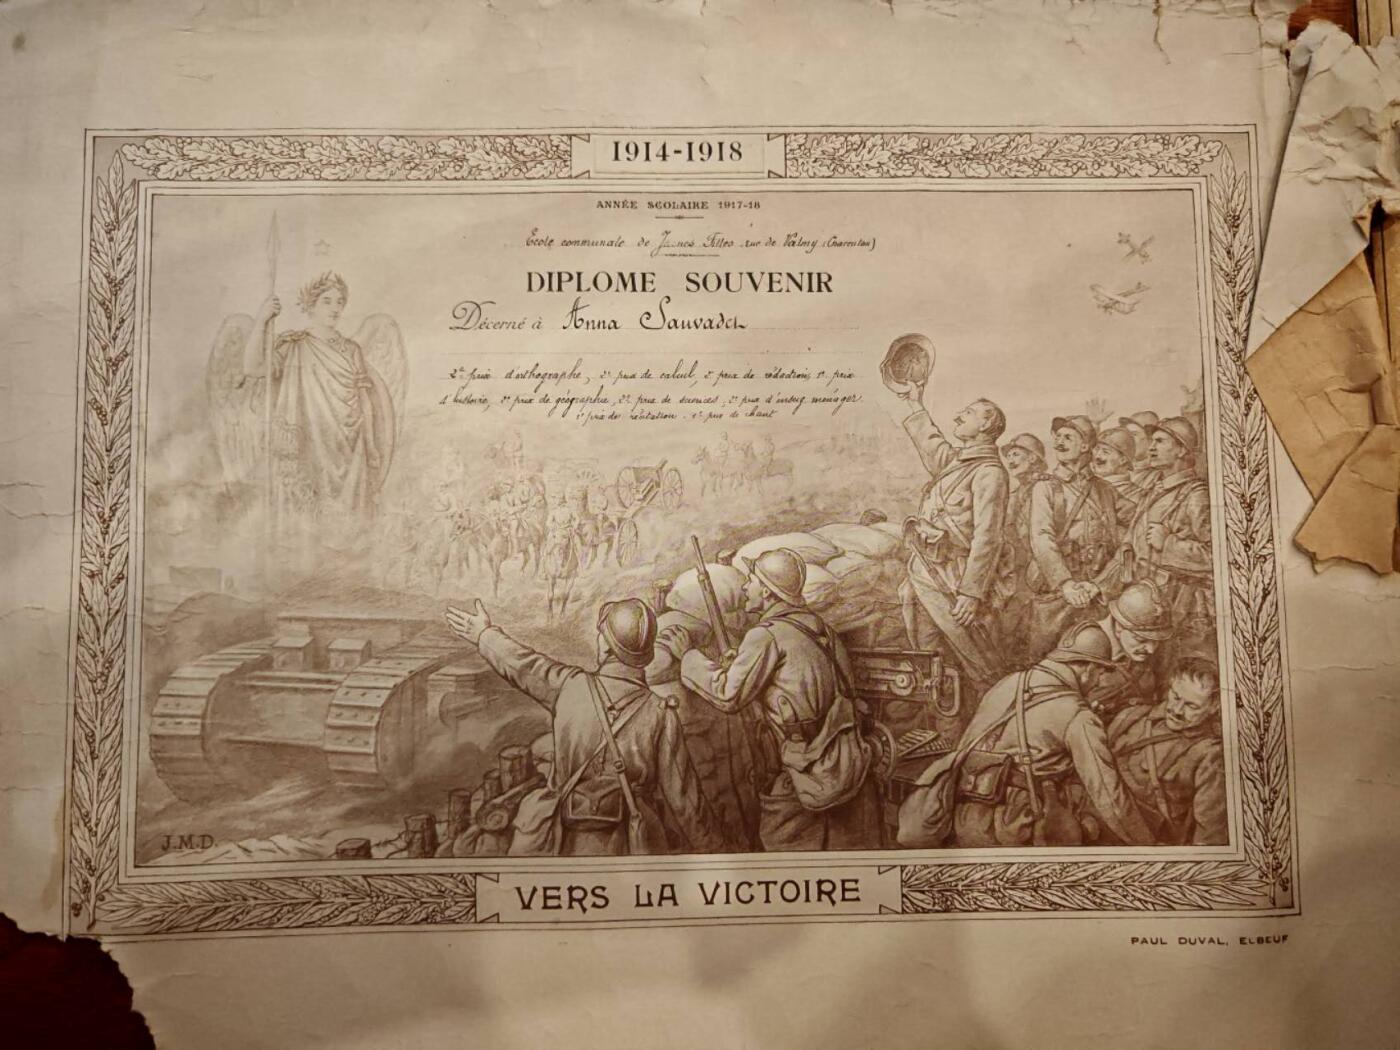 1914-1918
ANNÉE SCOLAIRE 1917-18
École communale de Jeunes Filles rue de Valmy (Charenton)
DIPLOME SOUVENIR
Décerné à Anna
2e prix d'orthographe, 2e prix de calcul, 2e prix de rédaction, 1er prix
d'histoire, 1er prix de géographie, 2e prix de sciences, 2e prix d'enseig. ménager
1er prix de récitation. 1er prix de chant
J.M.D.
VERS LA VICTOIRE
PAUL DUVAL, ELBEUF